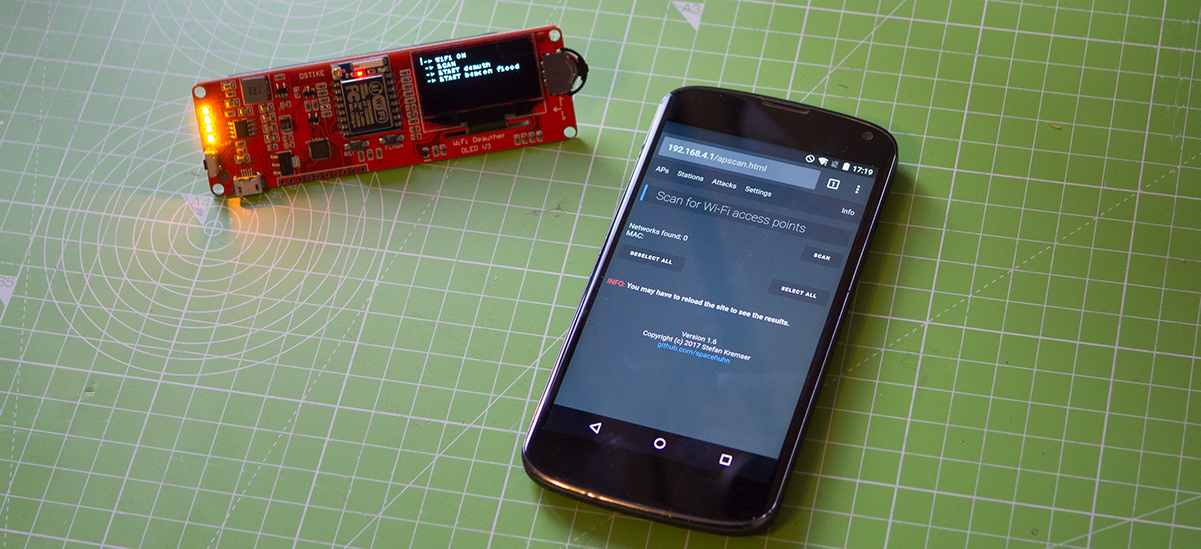 A3
DSTIKE
WiFi
|-> WiFi ON
-> SCAN
-> START deauth
-> START beacon flood
WiFi Deauther
OLED V3
17:19
192.168.4.1/apscan.html
1
APs Stations Attacks Settings
Info
Scan for Wi-Fi access points
Networks found: 0
MAC:
SCAN
DESELECT ALL
SELECT ALL
INFO: You may have to reload the site to see the results.
Version 1.6
Copyright (c) 2017 Stefan Kremser
github.com/spacehuhn